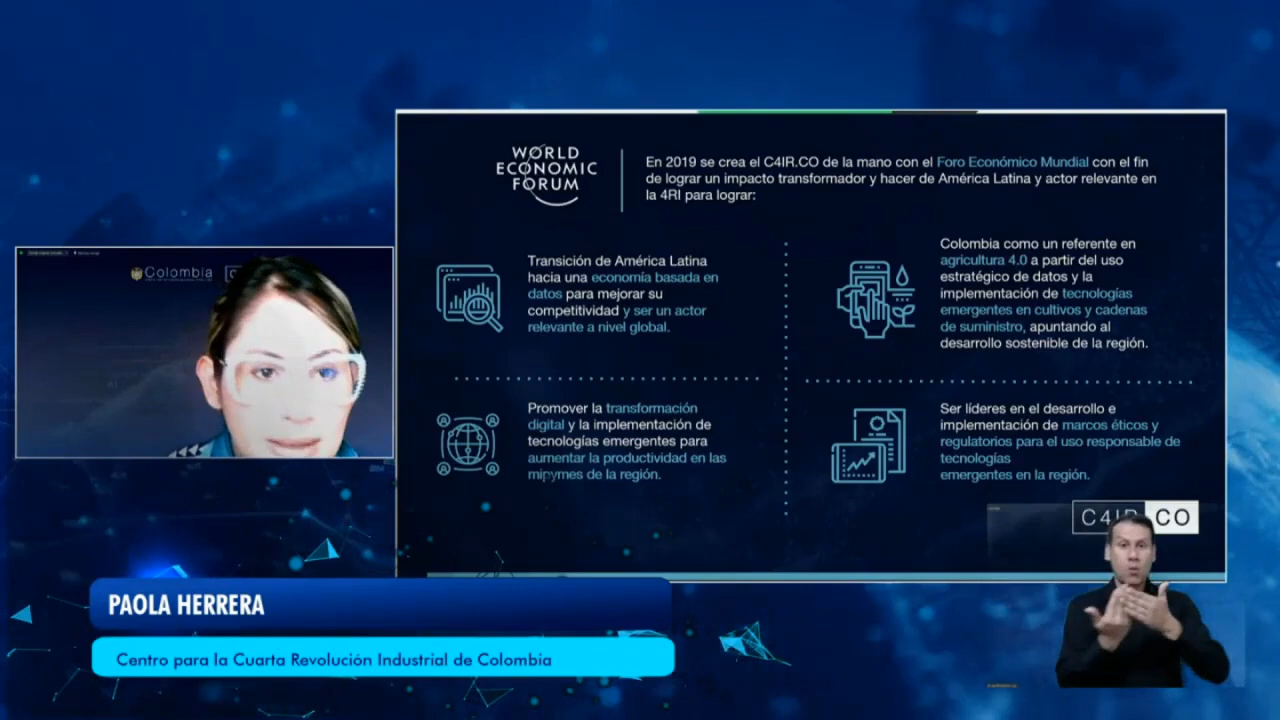 WORLD
ECONOMIC
FORUM
En 2019 se crea el C4IR.CO de la mano con el Foro Económico Mundial con el fin
de lograr un impacto transformador y hacer de América Latina y actor relevante en
la 4RI para lograr:
Transición de América Latina
hacia una economía basada en
datos para mejorar su
competitividad y ser un actor
relevante a nivel global.
Colombia como un referente en
agricultura 4.0 a partir del uso
estratégico de datos y la
implementación de tecnologías
emergentes en cultivos y cadenas
de suministro, apuntando al
desarrollo sostenible de la región.
Promover la transformación
digital y la implementación de
tecnologías emergentes para
aumentar la productividad en las
mipymes de la región.
Ser líderes en el desarrollo e
implementación de marcos éticos y
regulatorios para el uso responsable de
tecnologías
emergentes en la región.
C4IR CO
Colombia
PAOLA HERRERA
Centro para la Cuarta Revolución Industrial de Colombia